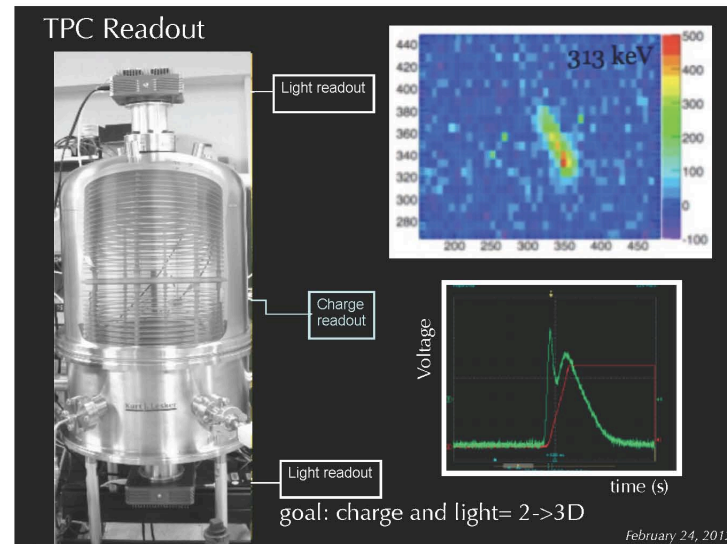 TPC Readout
Light readout
313 keV
440
420
400
380
360
340
320
300
280
200
250
300
350
400
450
500
400
300
200
100
0
-100
Charge
readout
Voltage
Kurt J. Lesker
time (s)
Light readout
goal: charge and light= 2->3D
February 24, 201